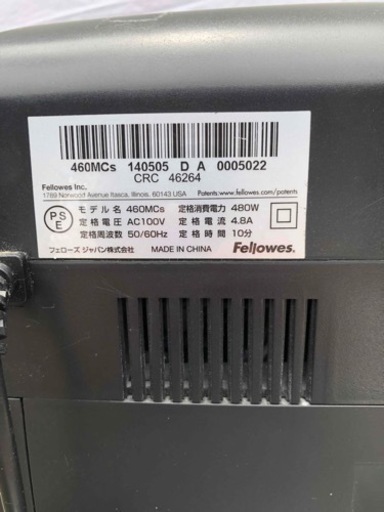 460MCs 140505 D A 0005022
CRC 46264
Fellowes Inc.
1789 Norwood Avenue Itasca, Illinois, 60143 USA Patents:www.fellowes.com/patents
PSE モデル名 460MCs 定格消費電力 480W
定格電圧 AC100V 定格電流 4.8A
定格周波数 50/60Hz 定格時間 10分
フェローズ ジャパン株式会社 MADE IN CHINA Fellowes.